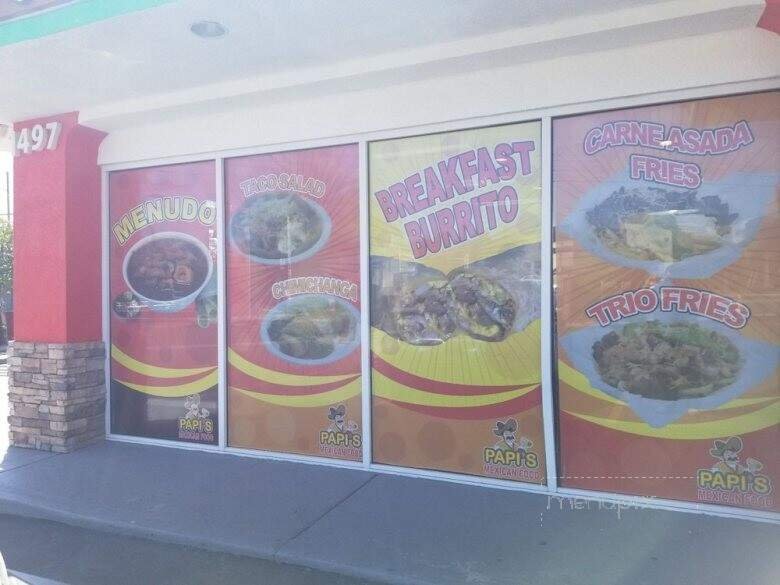 497
MENUDO
PAPI'S
MEXICAN FOOD
TACO SALAD
CHIMICHANGA
PAPI'S
MEXICAN FOOD
BREAKFAST
BURRITO
PAPI'S
MEXICAN FOOD
CARNE ASADA
FRIES
TRIO FRIES
PAPI'S
MEXICAN FOOD
menupix